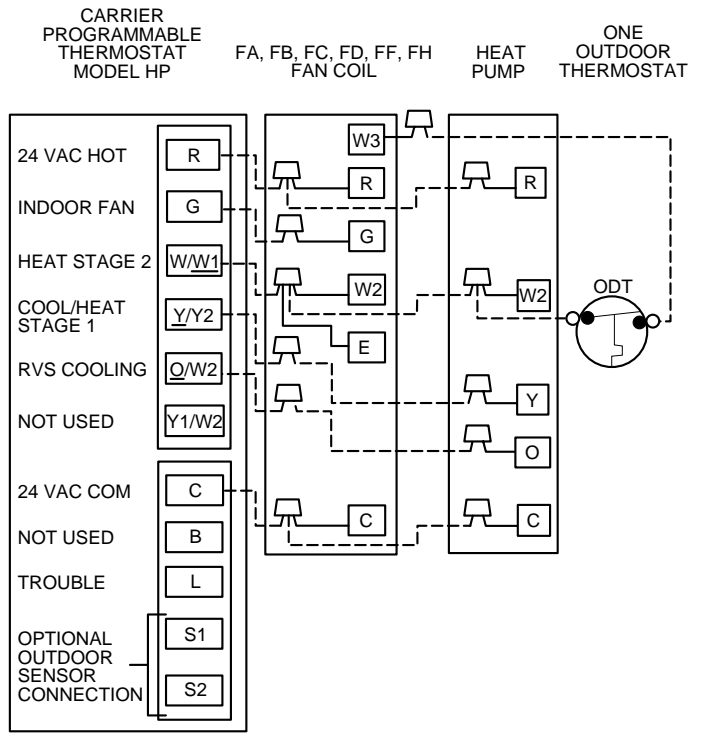 CARRIER
PROGRAMMABLE
THERMOSTAT
MODEL HP
FA, FB, FC, FD, FF, FH
FAN COIL
HEAT
PUMP
ONE
OUTDOOR
THERMOSTAT
24 VAC HOT
R
INDOOR FAN
G
HEAT STAGE 2
W/W1
COOL/HEAT
STAGE 1
Y/Y2
RVS COOLING
O/W2
NOT USED
Y1/W2
24 VAC COM
C
NOT USED
B
TROUBLE
L
OPTIONAL
OUTDOOR
SENSOR
CONNECTION
S1
S2
W3
R
G
W2
E
C
R
W2
Y
O
C
ODT